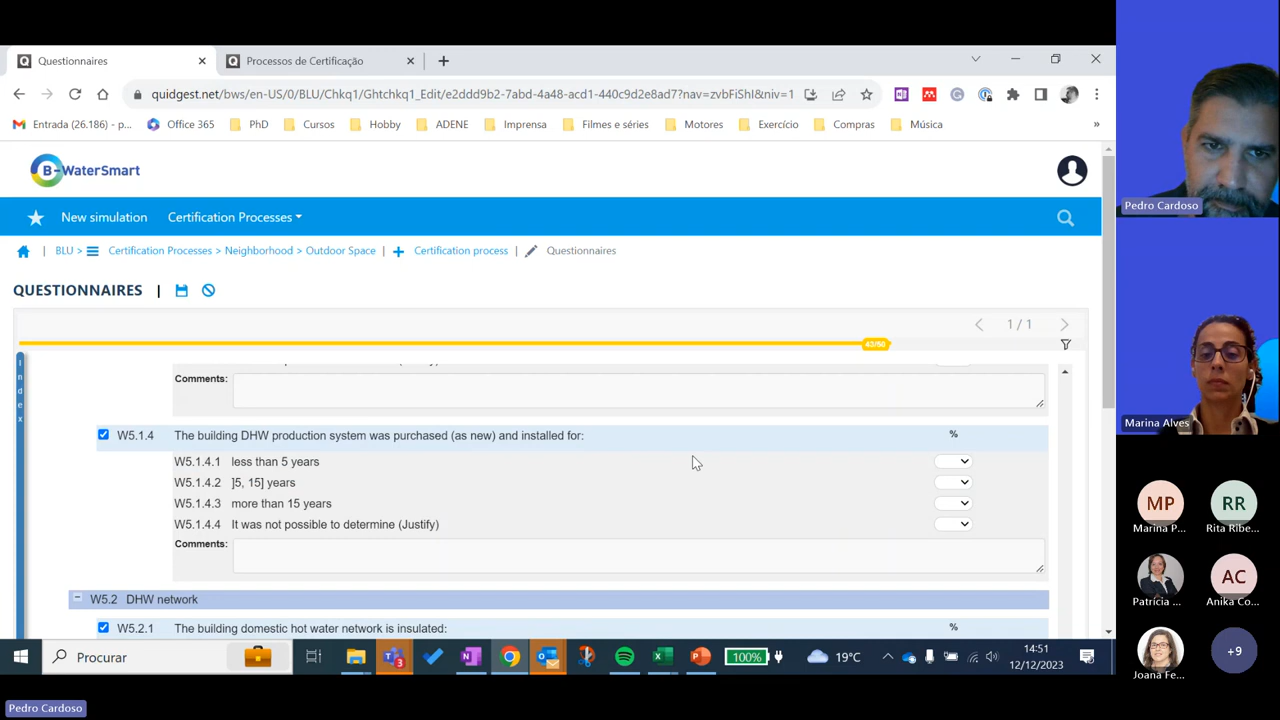 Questionnaires
Processos de Certificação
quidgest.net/bws/en-US/0/BLU/Chkq1/Ghtchkq1_Edit/e2ddd9b2-7abd-4a48-acd1-440c9d2e8ad7?nav=zvbFiShI&niv=1
Entrada (26.186) - p...
Office 365
PhD
Cursos
Hobby
ADENE
Imprensa
Filmes e séries
Motores
Exercício
Compras
Música
»
B-WaterSmart
New simulation
Certification Processes
BLU > Certification Processes > Neighborhood > Outdoor Space | + Certification process | Questionnaires
QUESTIONNAIRES |
1 / 1
Index
Comments:
W5.1.4 The building DHW production system was purchased (as new) and installed for: %
W5.1.4.1 less than 5 years
W5.1.4.2 ]5, 15] years
W5.1.4.3 more than 15 years
W5.1.4.4 It was not possible to determine (Justify)
Comments:
W5.2 DHW network
W5.2.1 The building domestic hot water network is insulated: %
Procurar
3
100%
19°C
14:51
12/12/2023
Pedro Cardoso
Pedro Cardoso
Marina Alves
MP
Marina P...
RR
Rita Ribe...
Patrícia ...
AC
Anika Co...
Joana Fe...
+9